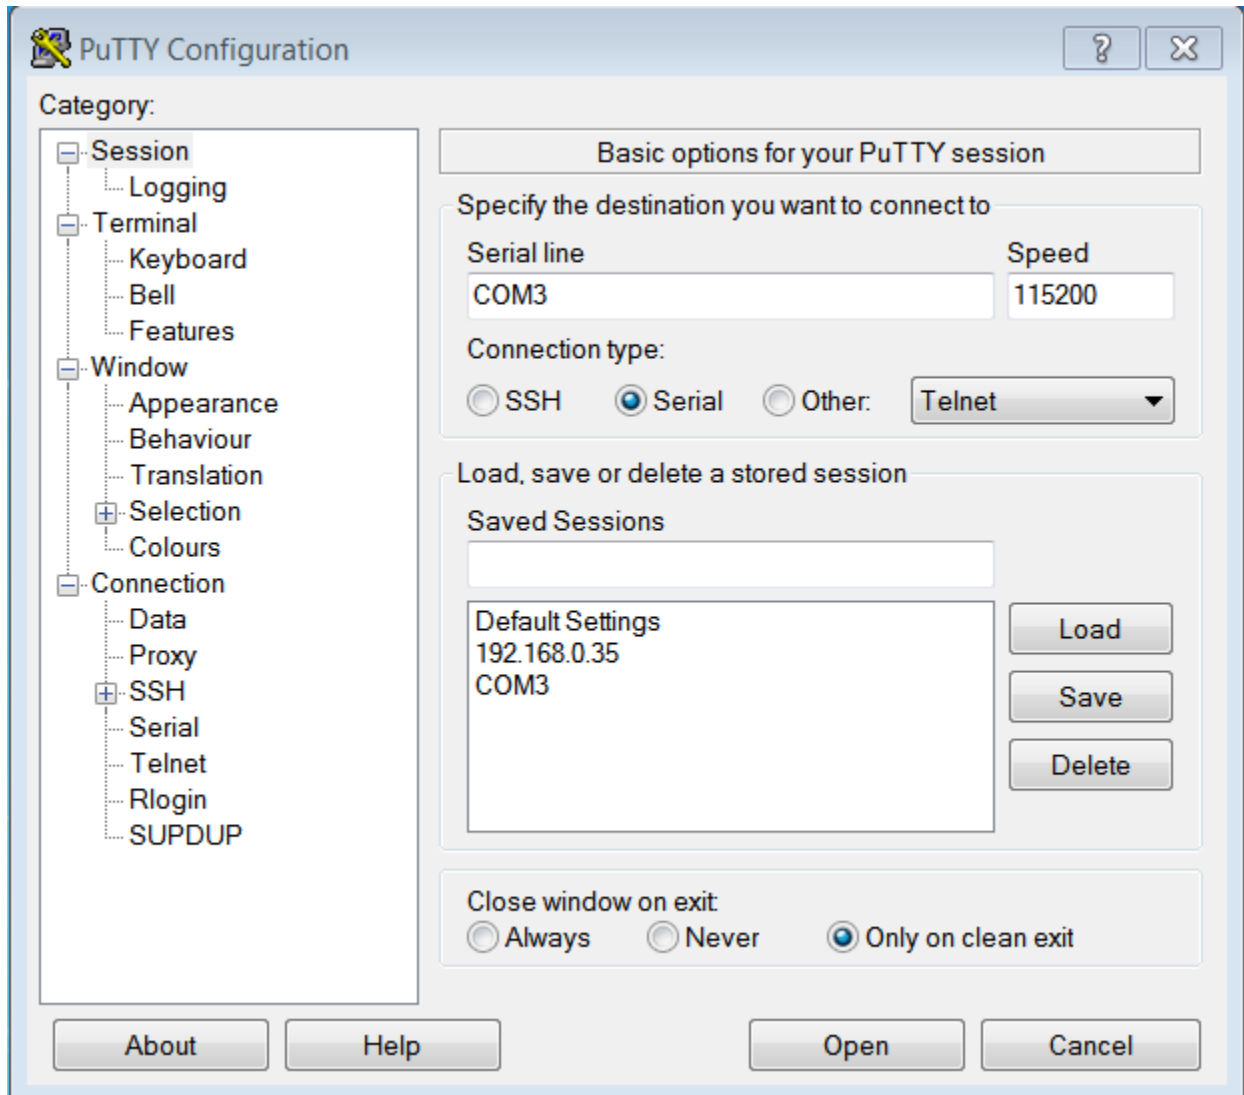 PuTTY Configuration
Category:
Session
Logging
Terminal
Keyboard
Bell
Features
Window
Appearance
Behaviour
Translation
Selection
Colours
Connection
Data
Proxy
SSH
Serial
Telnet
Rlogin
SUPDUP
Basic options for your PuTTY session
Specify the destination you want to connect to
Serial line Speed
COM3 115200
Connection type:
SSH Serial Other: Telnet
Load, save or delete a stored session
Saved Sessions
Default Settings
192.168.0.35
COM3
Load
Save
Delete
Close window on exit:
Always Never Only on clean exit
About Help Open Cancel